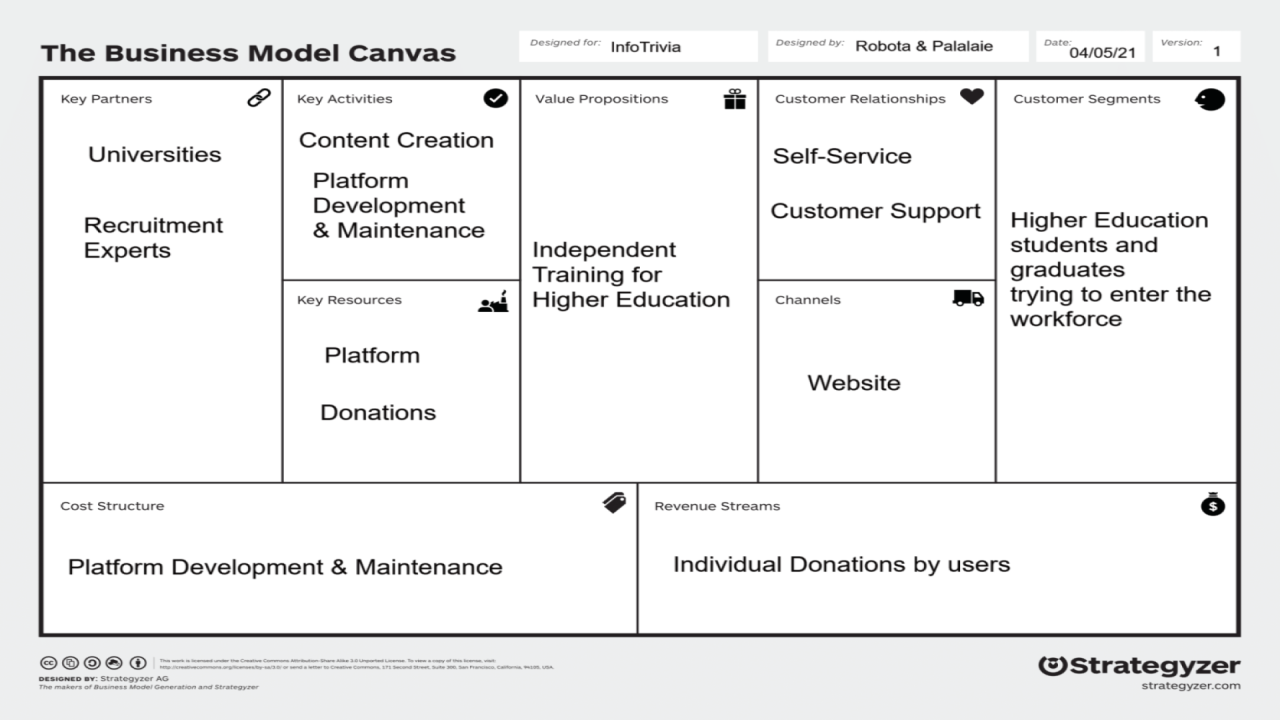 The Business Model Canvas
Designed for: InfoTrivia
Designed by: Robota & Palalaie
Date: 04/05/21
Version: 1
Key Partners
Universities
Recruitment
Experts
Key Activities
Content Creation
Platform
Development
& Maintenance
Key Resources
Platform
Donations
Value Propositions
Independent
Training for
Higher Education
Customer Relationships
Self-Service
Customer Support
Channels
Website
Customer Segments
Higher Education
students and
graduates
trying to enter the
workforce
Cost Structure
Platform Development & Maintenance
Revenue Streams
$
Individual Donations by users
cc
This work is licensed under the Creative Commons Attribution-Share Alike 3.0 Unported License. To view a copy of this license, visit:
http://creativecommons.org/licenses/by-sa/3.0/ or send a letter to Creative Commons, 171 Second Street, Suite 300, San Francisco, California, 94105, USA.
DESIGNED BY: Strategyzer AG
The makers of Business Model Generation and Strategyzer
Strategyzer
strategyzer.com